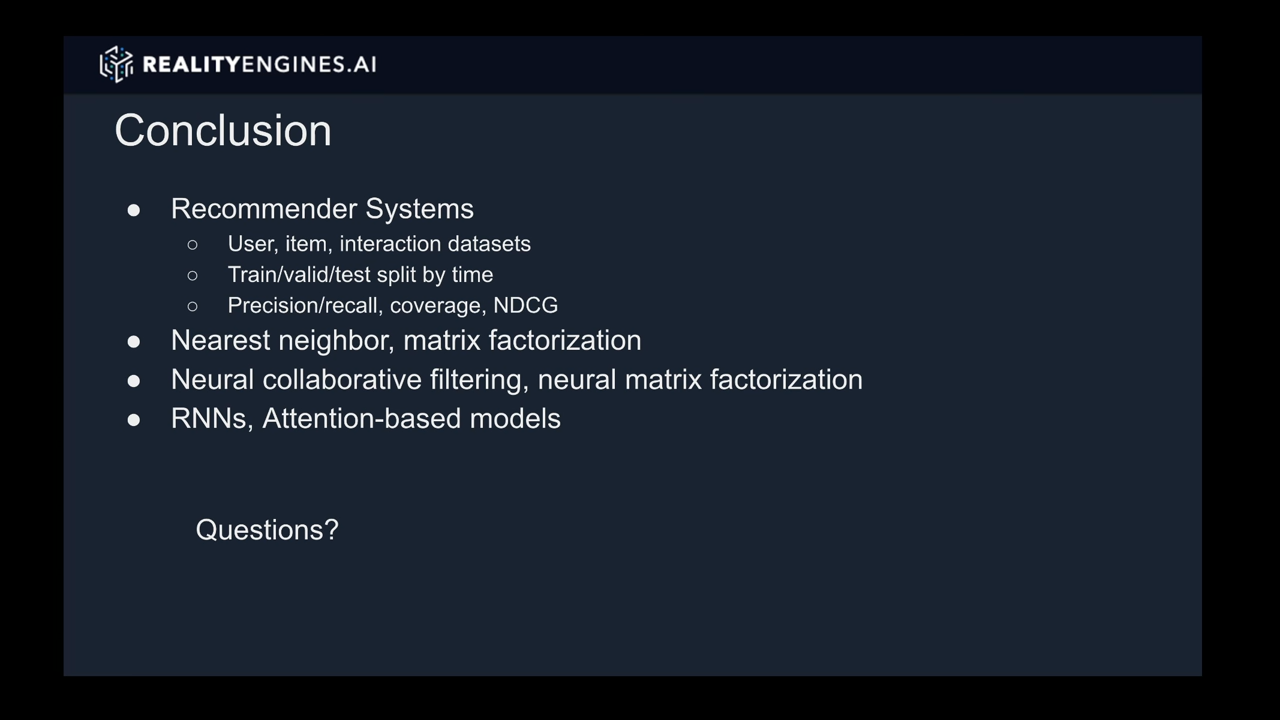 REALITYENGINES.AI
Conclusion
● Recommender Systems
○ User, item, interaction datasets
○ Train/valid/test split by time
○ Precision/recall, coverage, NDCG
● Nearest neighbor, matrix factorization
● Neural collaborative filtering, neural matrix factorization
● RNNs, Attention-based models
Questions?